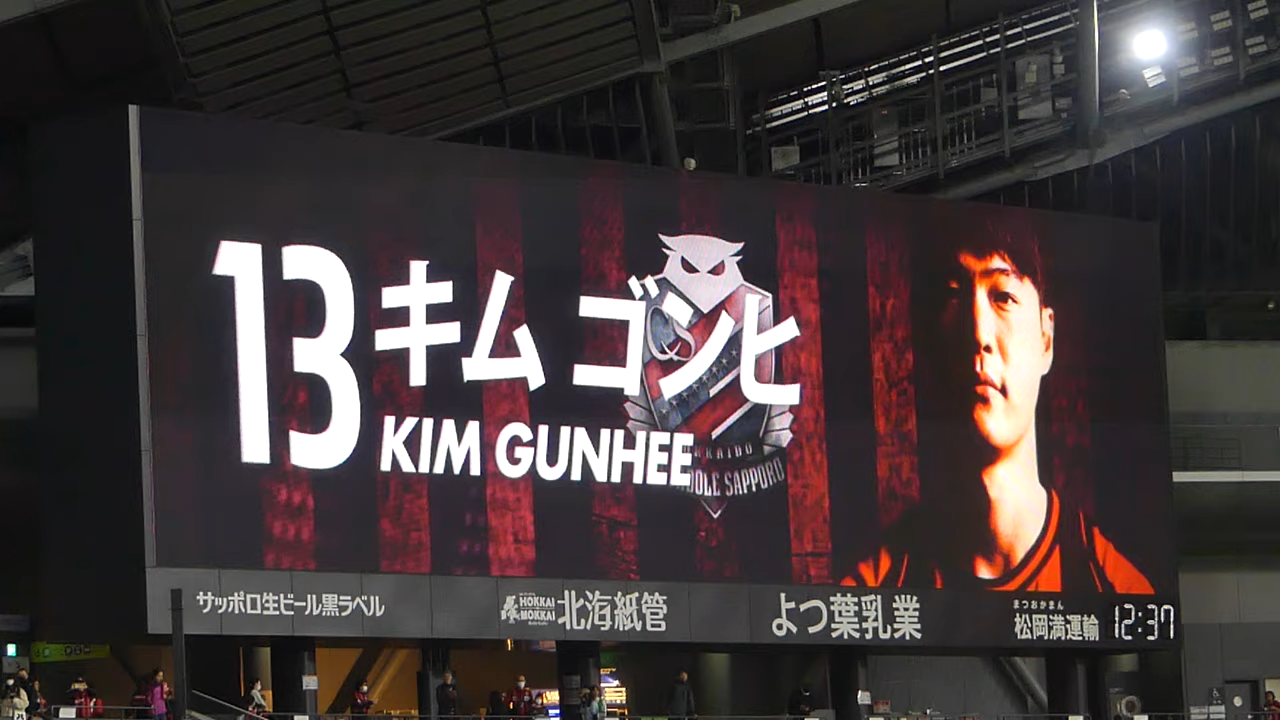 13
キム ゴンヒ
KIM GUNHEE
CS
SAPPORO
サッポロ生ビール黒ラベル
HOKKAI
MOKKAI
北海紙管
よつ葉乳業
まつおかまん
松岡満運輸
12:37